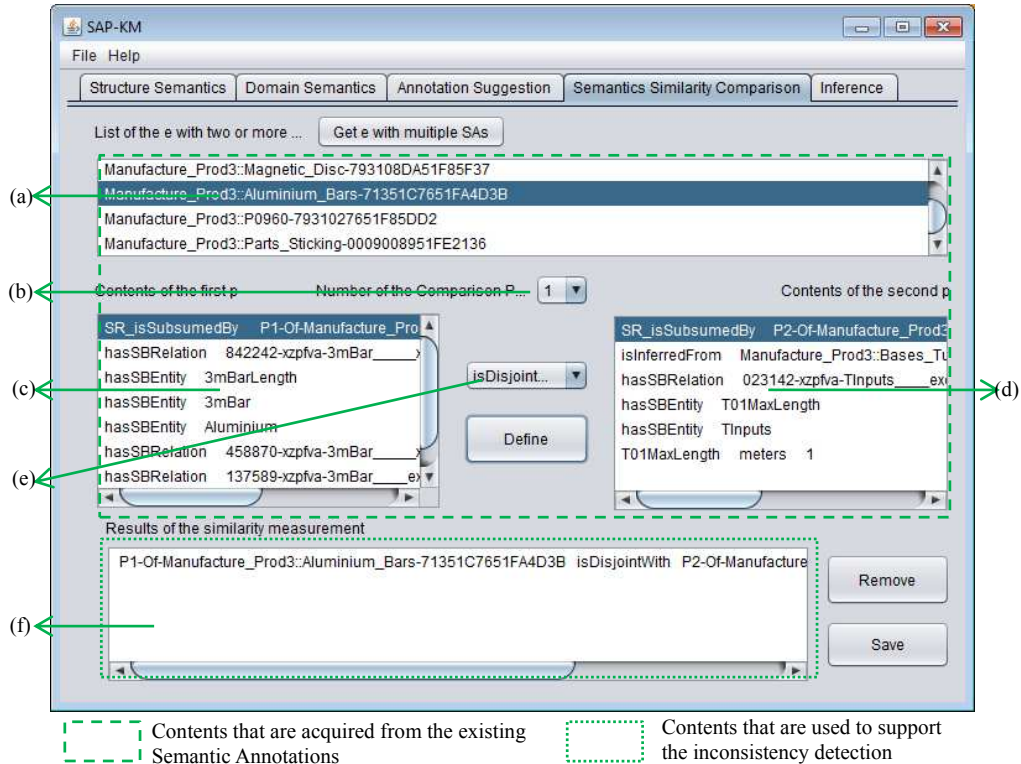 SAP-KM
File Help
Structure Semantics Domain Semantics Annotation Suggestion Semantics Similarity Comparison Inference
List of the e with two or more ... Get e with muitiple SAs
Manufacture_Prod3::Magnetic_Disc-793108DA51F85F37
(a) Manufacture_Prod3::Aluminium_Bars-71351C7651FA4D3B
Manufacture_Prod3::P0960-7931027651F85DD2
Manufacture_Prod3::Parts_Sticking-0009008951FE2136
(b) Contents of the first p Number of the Comparison P... 1 Contents of the second p
SR_isSubsumedBy P1-Of-Manufacture_Pro
hasSBRelation 842242-xzpfva-3mBar____x
(c) hasSBEntity 3mBarLength
hasSBEntity 3mBar
hasSBEntity Aluminium
hasSBRelation 458870-xzpfva-3mBar____x
(e) hasSBRelation 137589-xzpfva-3mBar____ex
isDisjoint...
Define
SR_isSubsumedBy P2-Of-Manufacture_Prod3
isInferredFrom Manufacture_Prod3::Bases_Tu
hasSBRelation 023142-xzpfva-TInputs____exe (d)
hasSBEntity T01MaxLength
hasSBEntity TInputs
T01MaxLength meters 1
Results of the similarity measurement
P1-Of-Manufacture_Prod3::Aluminium_Bars-71351C7651FA4D3B isDisjointWith P2-Of-Manufacture
(f)
Remove
Save
Contents that are acquired from the existing
Semantic Annotations
Contents that are used to support
the inconsistency detection